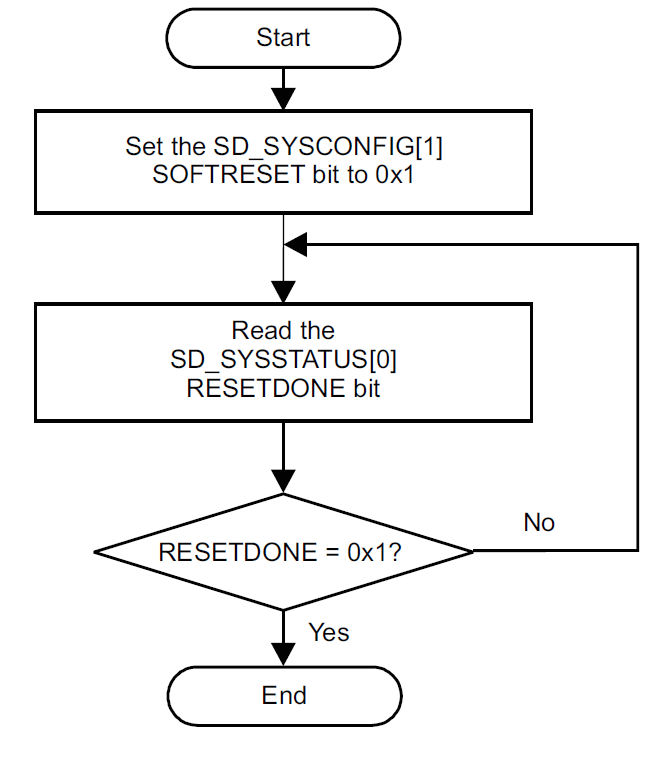 Start
Set the SD_SYSCONFIG[1]
SOFTRESET bit to 0x1
Read the
SD_SYSSTATUS[0]
RESETDONE bit
RESETDONE = 0x1?
No
Yes
End